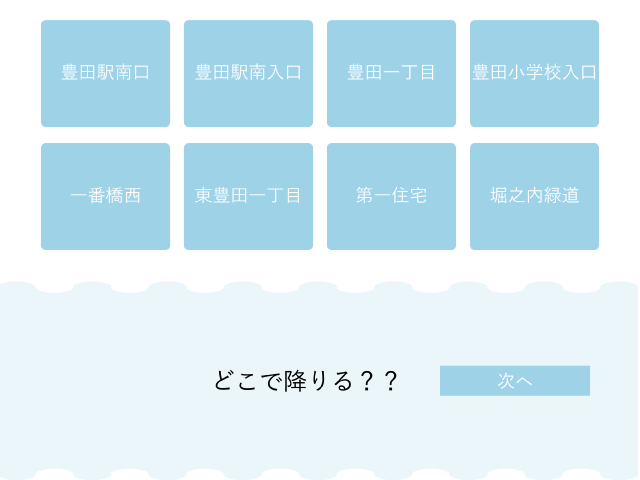 豊田駅南口
豊田駅南入口
豊田一丁目
豊田小学校入口
一番橋西
東豊田一丁目
第一住宅
堀之内緑道
どこで降りる？？
次へ